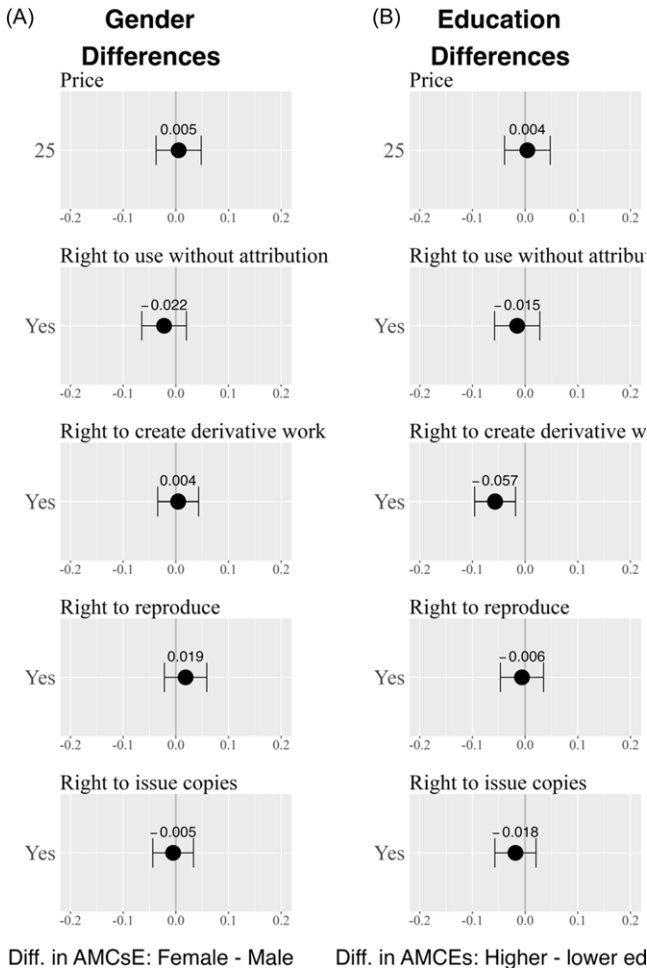 (A) Gender
Differences
Price
0.005
25
-0.2 -0.1 0.0 0.1 0.2
Right to use without attribution
-0.022
Yes
-0.2 -0.1 0.0 0.1 0.2
Right to create derivative work
0.004
Yes
-0.2 -0.1 0.0 0.1 0.2
Right to reproduce
0.019
Yes
-0.2 -0.1 0.0 0.1 0.2
Right to issue copies
-0.005
Yes
-0.2 -0.1 0.0 0.1 0.2
Diff. in AMCsE: Female - Male
(B) Education
Differences
Price
0.004
25
-0.2 -0.1 0.0 0.1 0.2
Right to use without attribu
-0.015
Yes
-0.2 -0.1 0.0 0.1 0.2
Right to create derivative w
-0.057
Yes
-0.2 -0.1 0.0 0.1 0.2
Right to reproduce
-0.006
Yes
-0.2 -0.1 0.0 0.1 0.2
Right to issue copies
-0.018
Yes
-0.2 -0.1 0.0 0.1 0.2
Diff. in AMCEs: Higher - lower ed